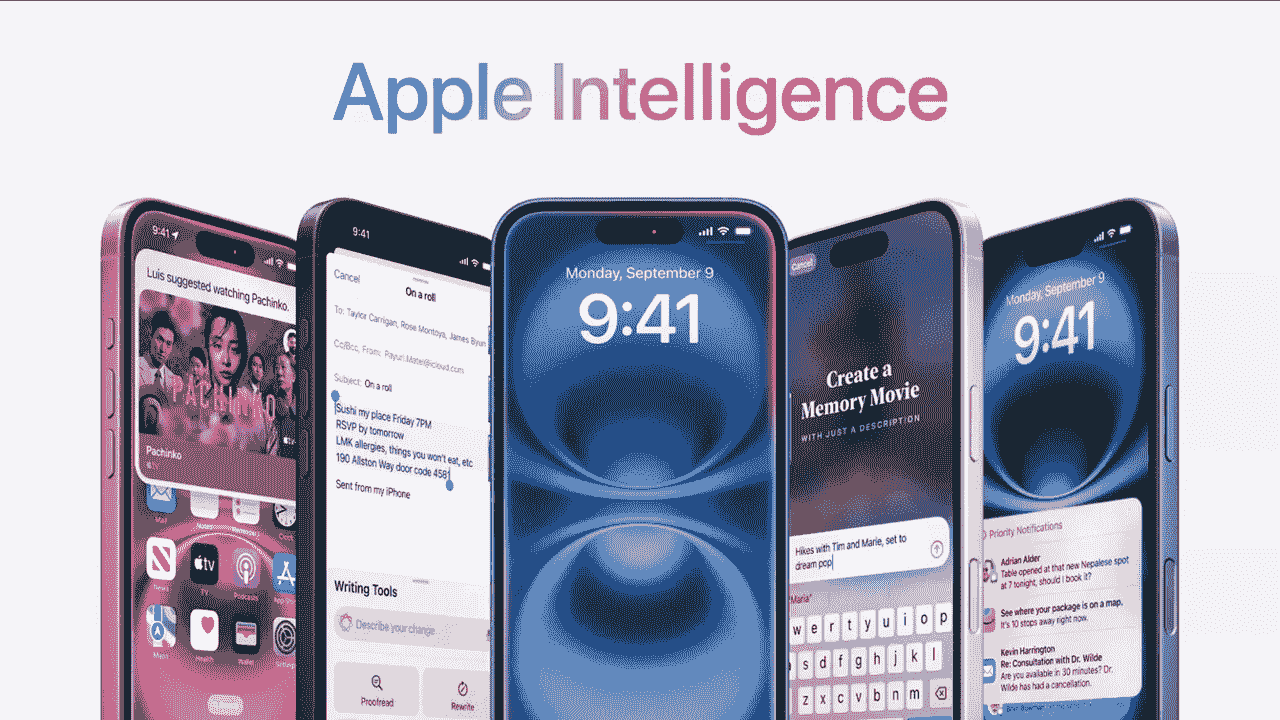 Apple Intelligence
9:41
Luis suggested watching Pachinko.
PACHINKO
Pachinko
tv
Mail
Notes
News
tv
TV
Podcasts
Maps
Health
Wallet
9:41
Cancel
On a roll
To: Taylor Carrigan, Rose Montoya, James Byun
Cc/Bcc, From:
Subject: On a roll
Sushi my place Friday 7PM
RSVP by tomorrow
LMK allergies, things you won't eat, etc
190 Allston Way door code 4581
Sent from my iPhone
Writing Tools
Describe your change
Proofread
Rewrite
Monday, September 9
9:41
Cancel
Create a
Memory Movie
WITH JUST A DESCRIPTION
Hikes with Tim and Marie, set to
dream pop
"Maria"
w e r t y u i o p
s d f g h j k l
z x c v b n m
Monday, September 9
9:41
Priority Notifications
Adrian Alder
Table opened at that new Nepalese spot
at 7 tonight, should I book it?
See where your package is on a map.
It's 10 stops away right now.
Kevin Harrington
Re: Consultation with Dr. Wilde
Are you available in 30 minutes? Dr.
Wilde has had a cancellation.